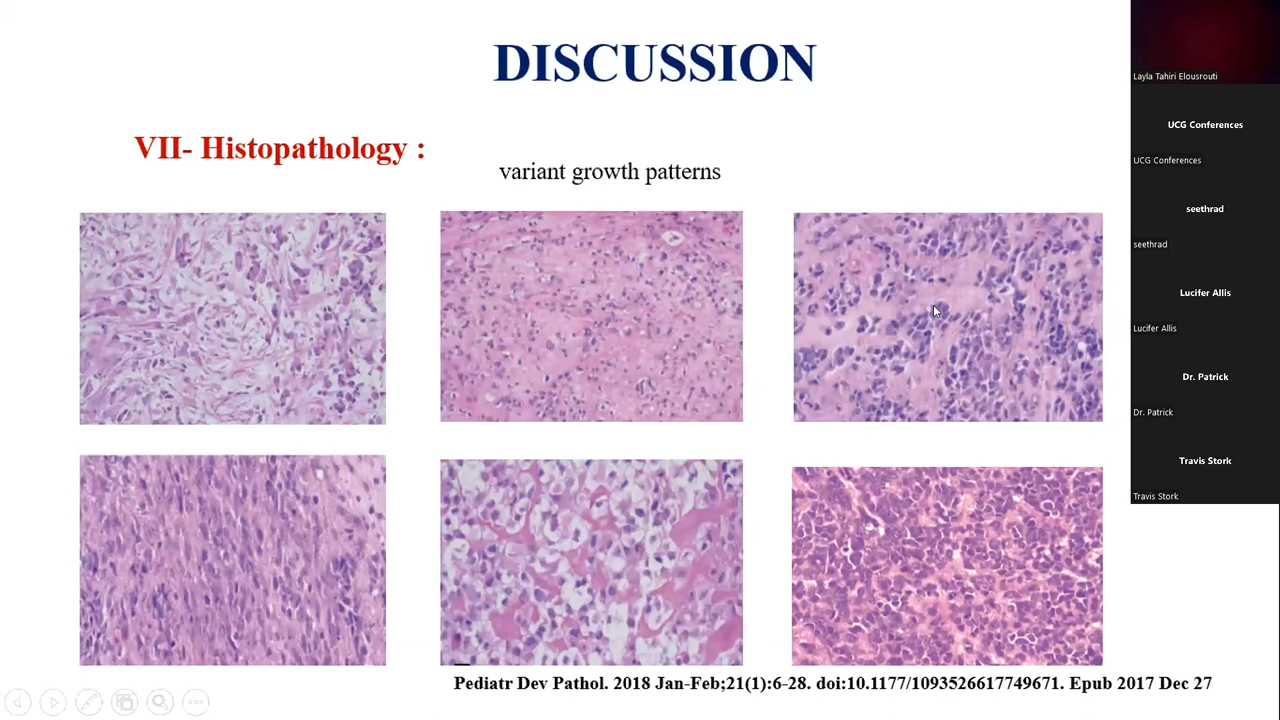 DISCUSSION
VII- Histopathology :
variant growth patterns
Pediatr Dev Pathol. 2018 Jan-Feb;21(1):6-28. doi:10.1177/1093526617749671. Epub 2017 Dec 27
Layla Tahiri Elousrouti
UCG Conferences
UCG Conferences
seethrad
seethrad
Lucifer Allis
Lucifer Allis
Dr. Patrick
Dr. Patrick
Travis Stork
Travis Stork